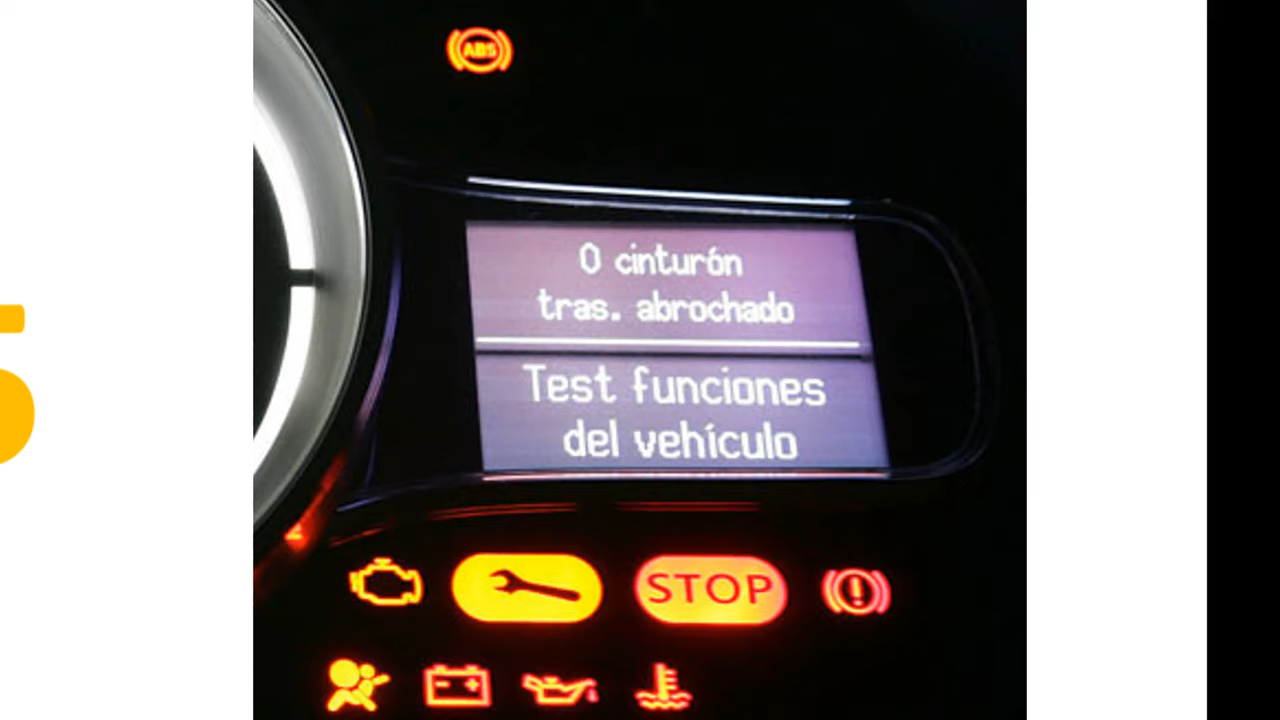 ABS
0 cinturón
tras. abrochado
Test funciones
del vehículo
STOP